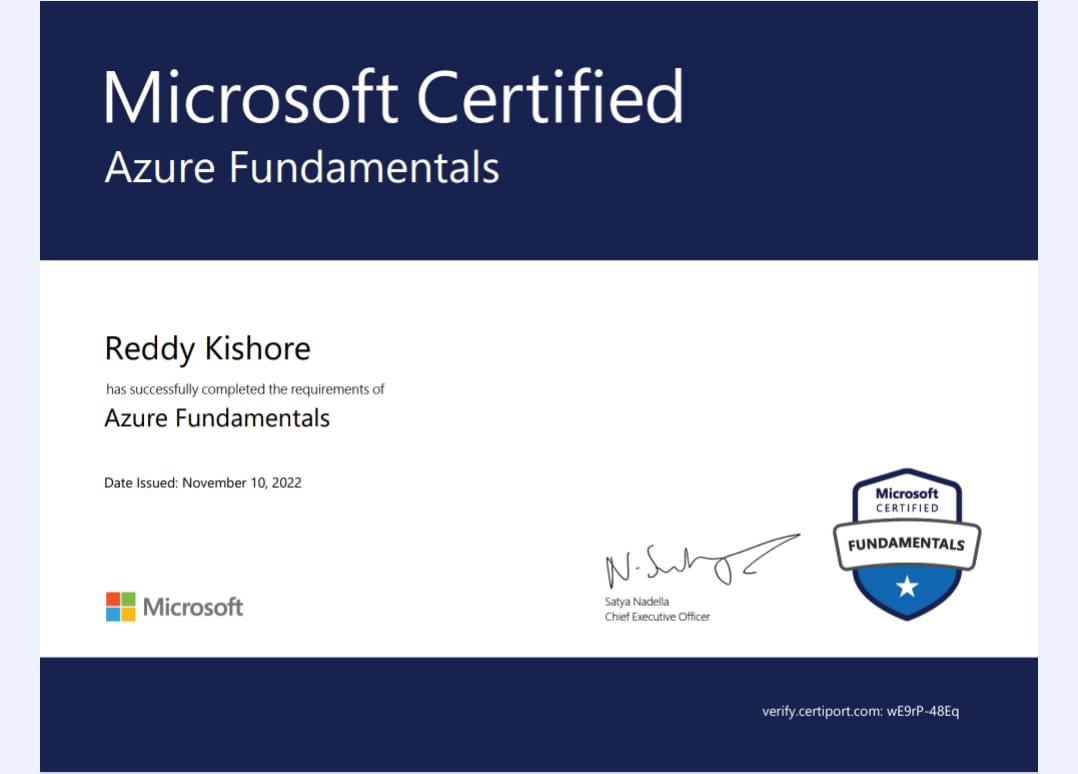 Microsoft Certified
Azure Fundamentals
Reddy Kishore
has successfully completed the requirements of
Azure Fundamentals
Date Issued: November 10, 2022
Microsoft
CERTIFIED
FUNDAMENTALS
N. Satya
Satya Nadella
Chief Executive Officer
Microsoft
verify.certiport.com: wE9rP-48Eq